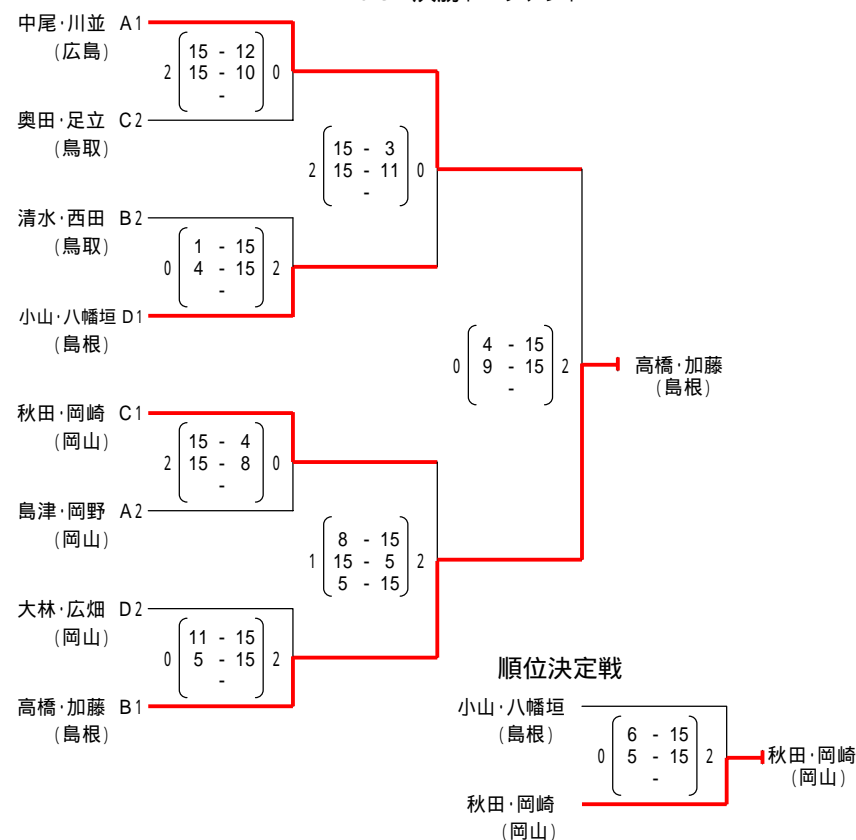 中尾・川並 A1
(広島)
15 - 12
2 15 - 10 0
-
奥田・足立 C2
(鳥取)
15 - 3
2 15 - 11 0
-
清水・西田 B2
(鳥取)
1 - 15
0 4 - 15 2
-
小山・八幡垣 D1
(島根)
4 - 15
0 9 - 15 2
-
高橋・加藤
(島根)
秋田・岡崎 C1
(岡山)
15 - 4
2 15 - 8 0
-
島津・岡野 A2
(岡山)
8 - 15
1 15 - 5 2
5 - 15
大林・広畑 D2
(岡山)
11 - 15
0 5 - 15 2
-
高橋・加藤 B1
(島根)
順位決定戦
小山・八幡垣
(島根)
6 - 15
0 5 - 15 2
-
秋田・岡崎
(岡山)
秋田・岡崎
(岡山)